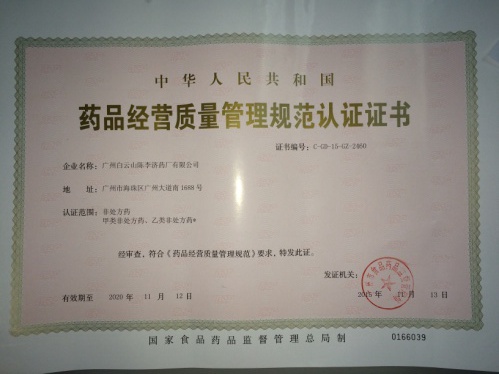 中华人民共和国
药品经营质量管理规范认证证书
证书编号：C-GD-15-GZ-2460
企业名称：广州白云山陈李济药厂有限公司
地 址：广州市海珠区广州大道南1688号
认证范围：非处方药
甲类非处方药、乙类非处方药*
经审查，符合《药品经营质量管理规范》要求，特发此证。
发证机关：
有效期至 2020 年 11 月 12 日
2015 年 11 月 13 日
国家食品药品监督管理总局制
0166039